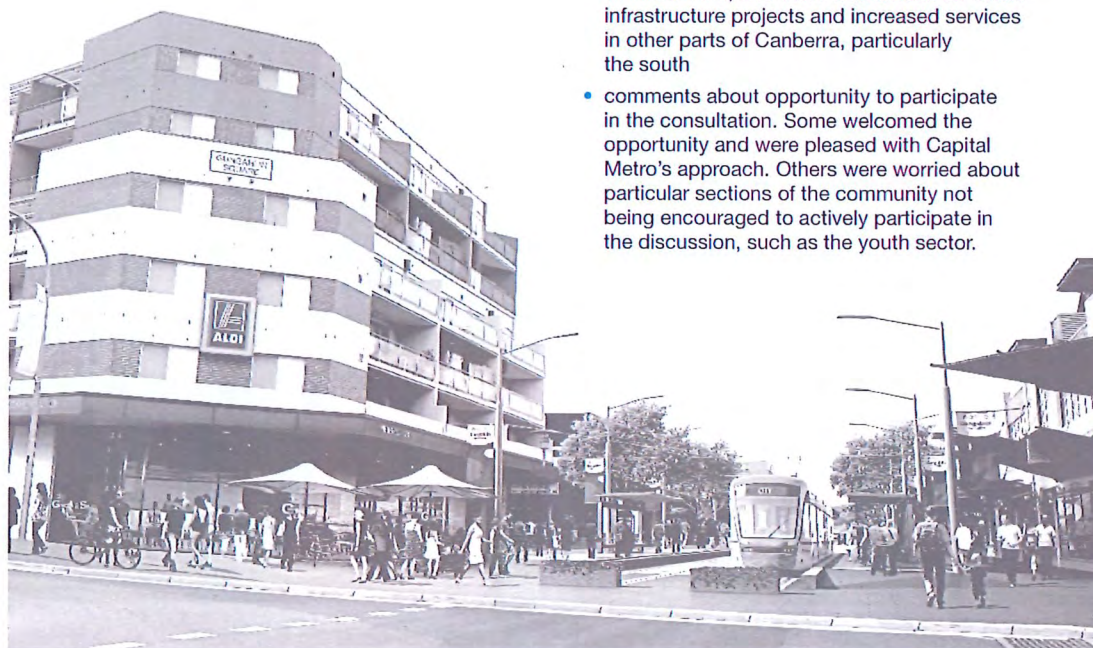 infrastructure projects and increased services
in other parts of Canberra, particularly
the south
• comments about opportunity to participate
in the consultation. Some welcomed the
opportunity and were pleased with Capital
Metro's approach. Others were worried about
particular sections of the community not
being encouraged to actively participate in
the discussion, such as the youth sector.
GUNGAHLIN
SQUARE
ALDI